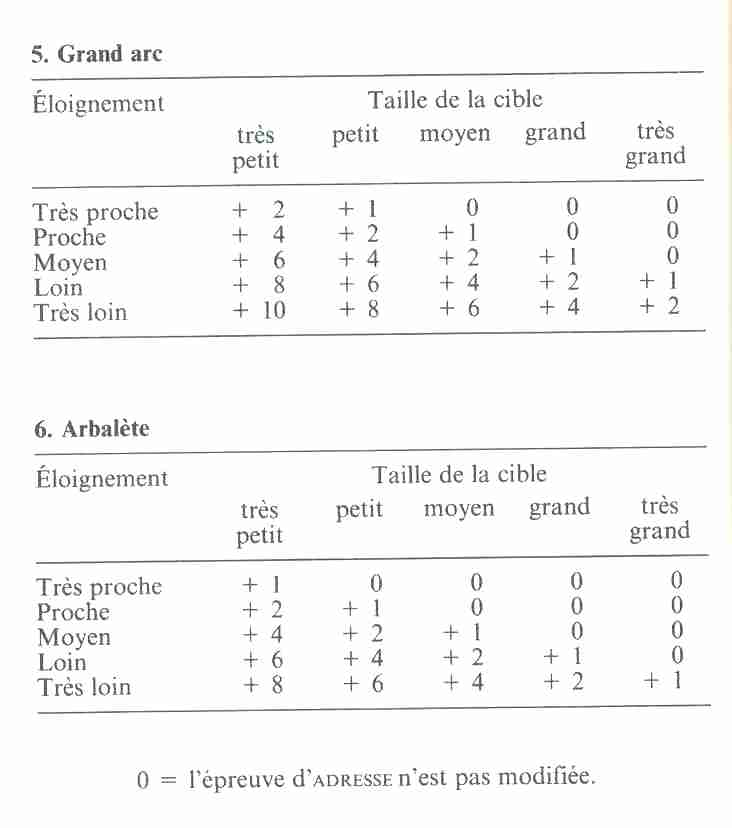 5. Grand arc
Éloignement Taille de la cible
très petit moyen grand très
petit grand
Très proche + 2 + 1 0 0 0
Proche + 4 + 2 + 1 0 0
Moyen + 6 + 4 + 2 + 1 0
Loin + 8 + 6 + 4 + 2 + 1
Très loin + 10 + 8 + 6 + 4 + 2
6. Arbalète
Éloignement Taille de la cible
très petit moyen grand très
petit grand
Très proche + 1 0 0 0 0
Proche + 2 + 1 0 0 0
Moyen + 4 + 2 + 1 0 0
Loin + 6 + 4 + 2 + 1 0
Très loin + 8 + 6 + 4 + 2 + 1
0 = l'épreuve d'ADRESSE n'est pas modifiée.